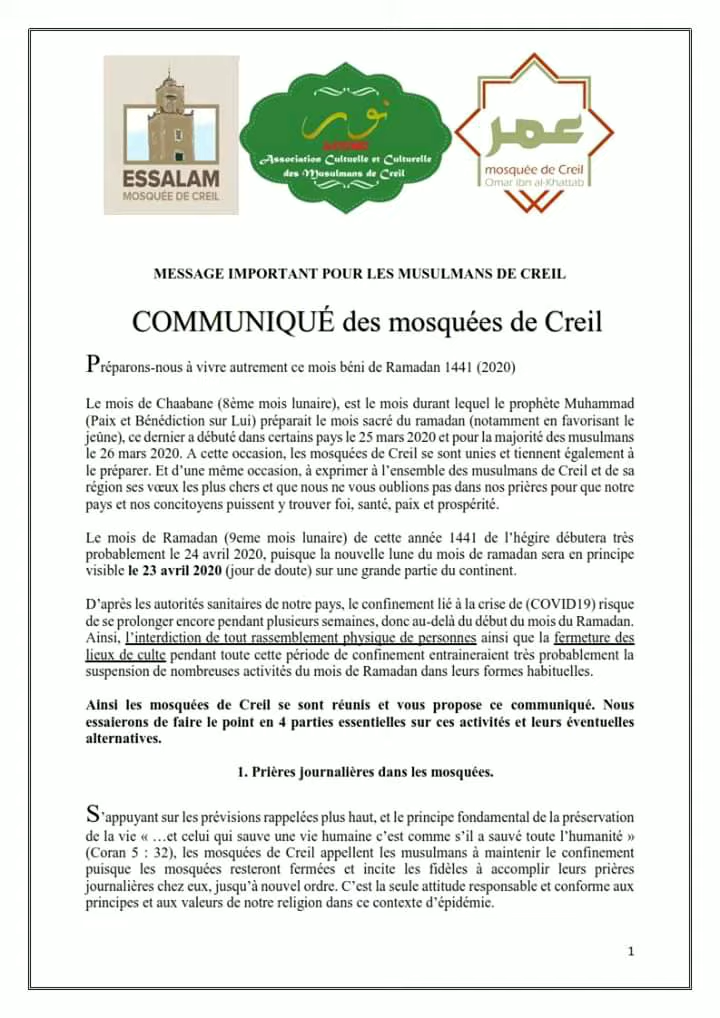 ESSALAM
MOSQUÉE DE CREIL
نور
Association Cultuelle et Culturelle
des Musulmans de Creil
عمر
mosquée de Creil
Omar ibn al-Khattab
MESSAGE IMPORTANT POUR LES MUSULMANS DE CREIL
COMMUNIQUÉ des mosquées de Creil
Préparons-nous à vivre autrement ce mois béni de Ramadan 1441 (2020)
Le mois de Chaabane (8ème mois lunaire), est le mois durant lequel le prophète Muhammad
(Paix et Bénédiction sur Lui) préparait le mois sacré du ramadan (notamment en favorisant le
jeûne), ce dernier a débuté dans certains pays le 25 mars 2020 et pour la majorité des musulmans
le 26 mars 2020. A cette occasion, les mosquées de Creil se sont unies et tiennent également à
le préparer. Et d’une même occasion, à exprimer à l’ensemble des musulmans de Creil et de sa
région ses vœux les plus chers et que nous ne vous oublions pas dans nos prières pour que notre
pays et nos concitoyens puissent y trouver foi, santé, paix et prospérité.
Le mois de Ramadan (9eme mois lunaire) de cette année 1441 de l’hégire débutera très
probablement le 24 avril 2020, puisque la nouvelle lune du mois de ramadan sera en principe
visible le 23 avril 2020 (jour de doute) sur une grande partie du continent.
D’après les autorités sanitaires de notre pays, le confinement lié à la crise de (COVID19) risque
de se prolonger encore pendant plusieurs semaines, donc au-delà du début du mois du Ramadan.
Ainsi, l’interdiction de tout rassemblement physique de personnes ainsi que la fermeture des
lieux de culte pendant toute cette période de confinement entraineraient très probablement la
suspension de nombreuses activités du mois de Ramadan dans leurs formes habituelles.
Ainsi les mosquées de Creil se sont réunis et vous propose ce communiqué. Nous
essaierons de faire le point en 4 parties essentielles sur ces activités et leurs éventuelles
alternatives.
1. Prières journalières dans les mosquées.
S’appuyant sur les prévisions rappelées plus haut, et le principe fondamental de la préservation
de la vie « …et celui qui sauve une vie humaine c’est comme s’il a sauvé toute l’humanité »
(Coran 5 : 32), les mosquées de Creil appellent les musulmans à maintenir le confinement
puisque les mosquées resteront fermées et incite les fidèles à accomplir leurs prières
journalières chez eux, jusqu’à nouvel ordre. C’est la seule attitude responsable et conforme aux
principes et aux valeurs de notre religion dans ce contexte d’épidémie.
1